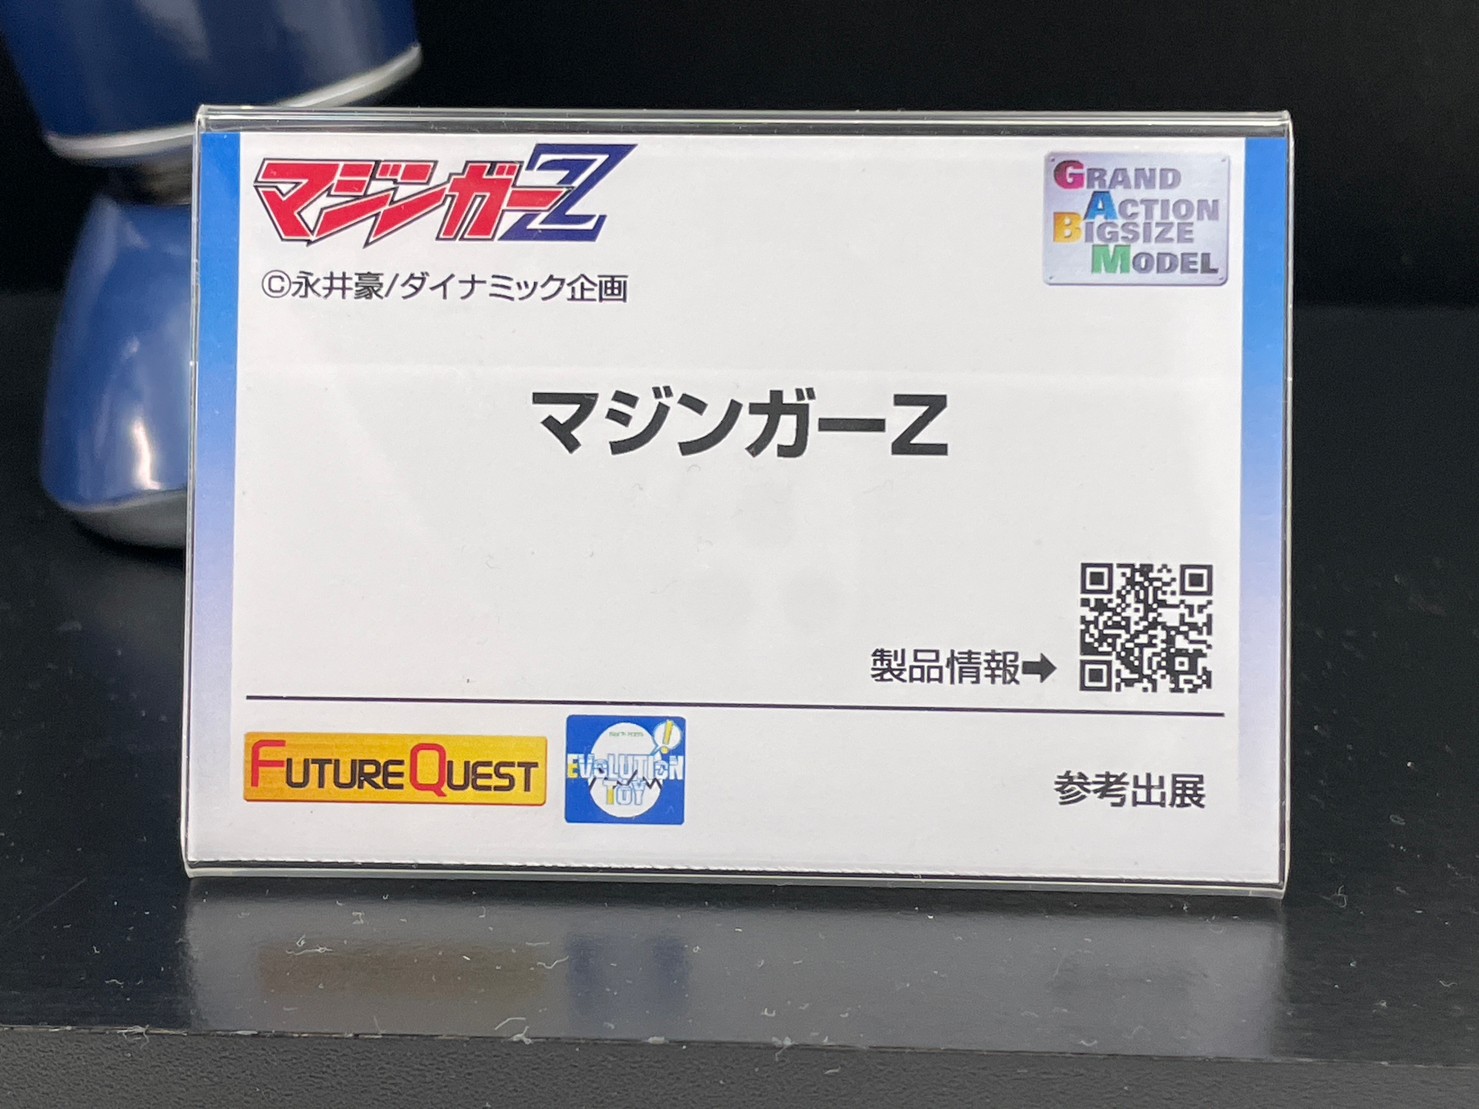 マジンガーZ
©永井豪/ダイナミック企画
GRAND
ACTION
BIGSIZE
MODEL
マジンガーZ
製品情報➡
FUTURE QUEST
EVOLUTION
TOY
参考出展